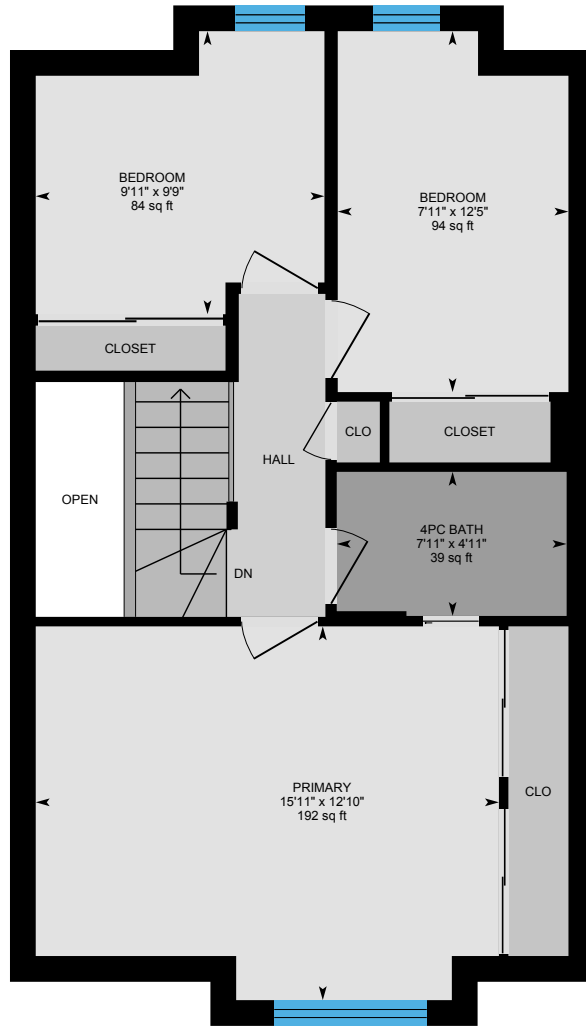 BEDROOM
9'11" x 9'9"
84 sq ft
BEDROOM
7'11" x 12'5"
94 sq ft
CLOSET
CLO
CLOSET
HALL
OPEN
4PC BATH
7'11" x 4'11"
39 sq ft
DN
PRIMARY
15'11" x 12'10"
192 sq ft
CLO